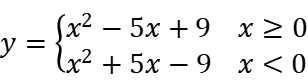 y = { x² − 5x + 9   x ≥ 0
x² + 5x − 9   x < 0